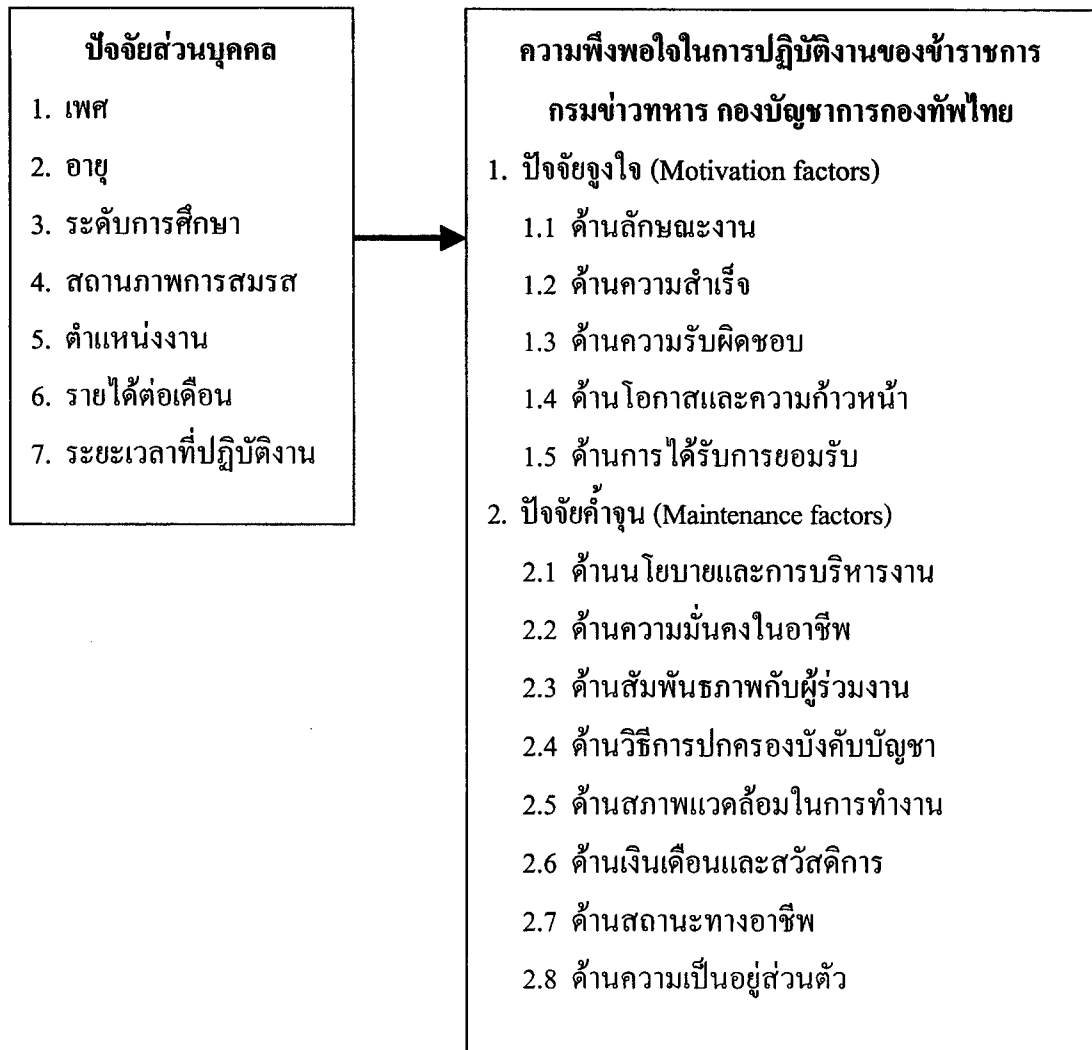 ปัจจัยส่วนบุคคล
1. เพศ
2. อายุ
3. ระดับการศึกษา
4. สถานภาพการสมรส
5. ตำแหน่งงาน
6. รายได้ต่อเดือน
7. ระยะเวลาที่ปฏิบัติงาน
ความพึงพอใจในการปฏิบัติงานของข้าราชการ
กรมข่าวทหาร กองบัญชาการกองทัพไทย
1. ปัจจัยจูงใจ (Motivation factors)
1.1 ด้านลักษณะงาน
1.2 ด้านความสำเร็จ
1.3 ด้านความรับผิดชอบ
1.4 ด้านโอกาสและความก้าวหน้า
1.5 ด้านการได้รับการยอมรับ
2. ปัจจัยค้ำจุน (Maintenance factors)
2.1 ด้านนโยบายและการบริหารงาน
2.2 ด้านความมั่นคงในอาชีพ
2.3 ด้านสัมพันธภาพกับผู้ร่วมงาน
2.4 ด้านวิธีการปกครองบังคับบัญชา
2.5 ด้านสภาพแวดล้อมในการทำงาน
2.6 ด้านเงินเดือนและสวัสดิการ
2.7 ด้านสถานะทางอาชีพ
2.8 ด้านความเป็นอยู่ส่วนตัว